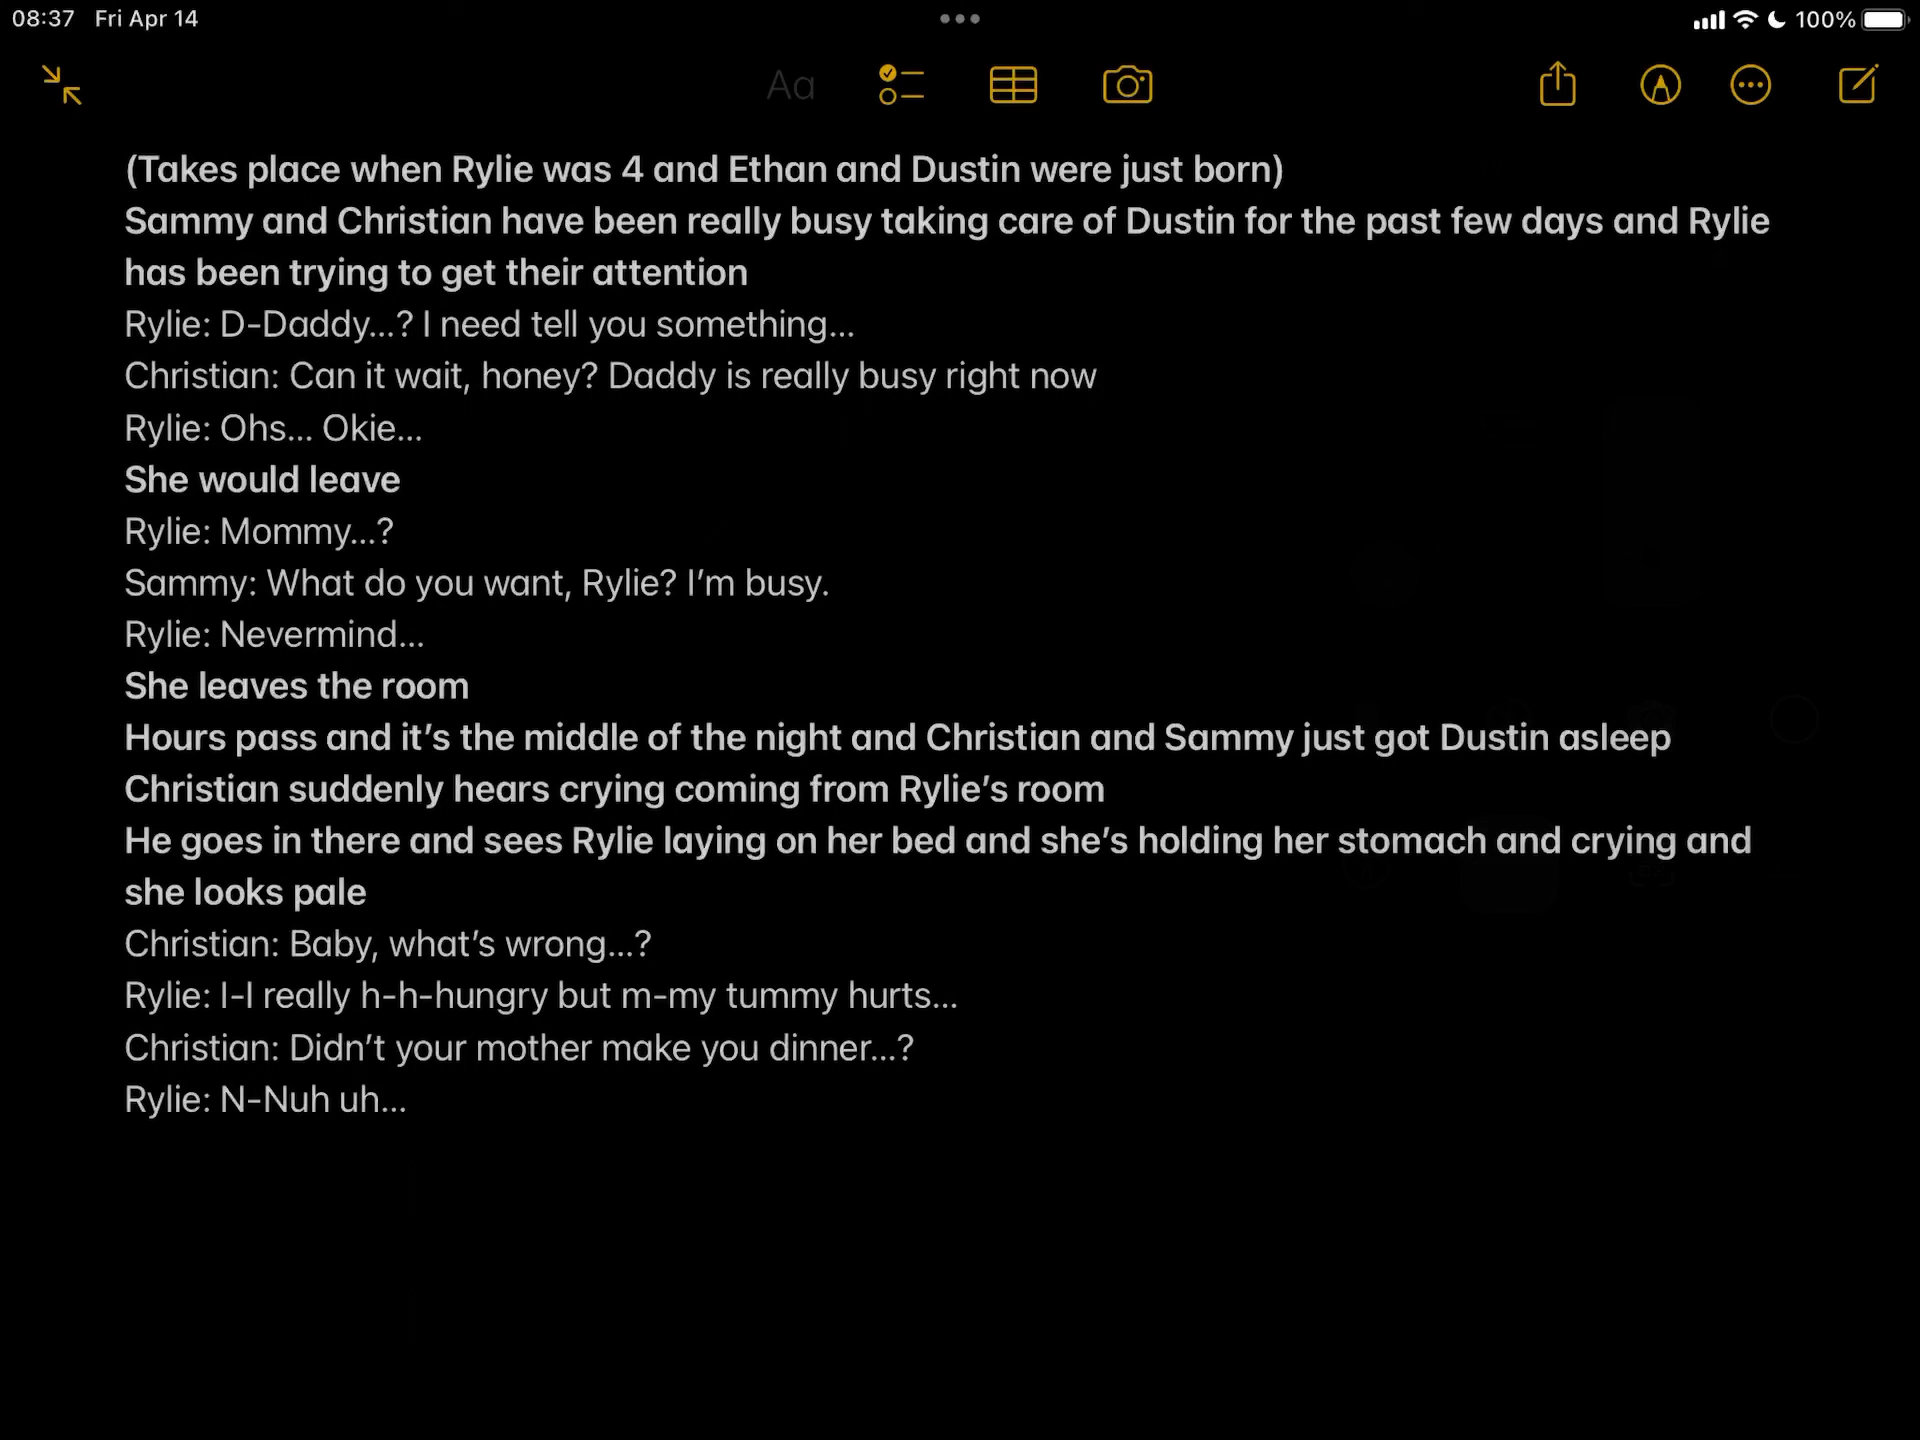 08:37 Fri Apr 14
100%
Aa
(Takes place when Rylie was 4 and Ethan and Dustin were just born)
Sammy and Christian have been really busy taking care of Dustin for the past few days and Rylie
has been trying to get their attention
Rylie: D-Daddy...? I need tell you something...
Christian: Can it wait, honey? Daddy is really busy right now
Rylie: Ohs... Okie...
She would leave
Rylie: Mommy...?
Sammy: What do you want, Rylie? I’m busy.
Rylie: Nevermind...
She leaves the room
Hours pass and it’s the middle of the night and Christian and Sammy just got Dustin asleep
Christian suddenly hears crying coming from Rylie’s room
He goes in there and sees Rylie laying on her bed and she’s holding her stomach and crying and
she looks pale
Christian: Baby, what’s wrong...?
Rylie: I-I really h-h-hungry but m-my tummy hurts...
Christian: Didn’t your mother make you dinner...?
Rylie: N-Nuh uh...